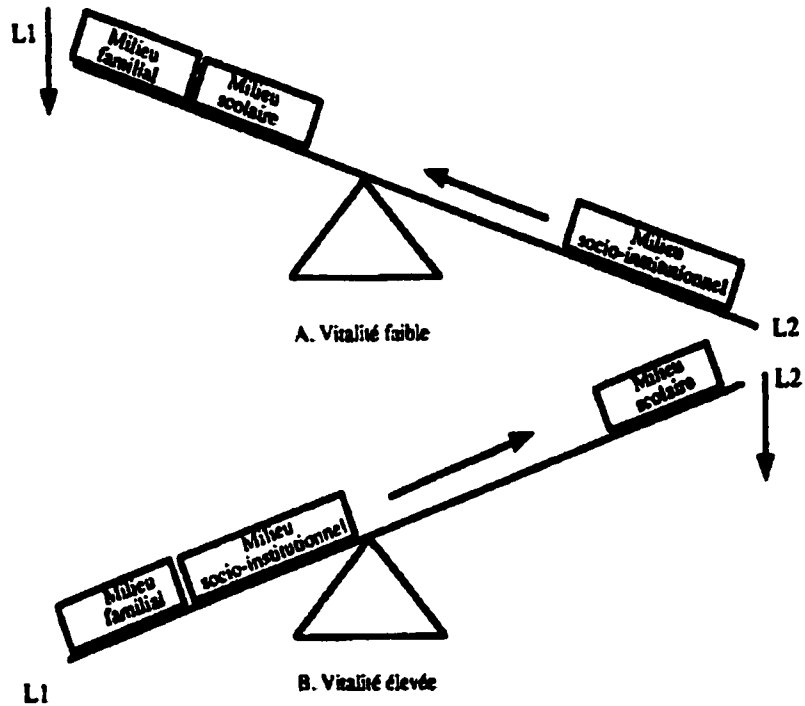 L1
Milieu
familial
Milieu
scolaire
Milieu
socio-institutionnel
L2
A. Vitalité faible
Milieu
scolaire
L2
Milieu
socio-institutionnel
Milieu
familial
L1
B. Vitalité élevée